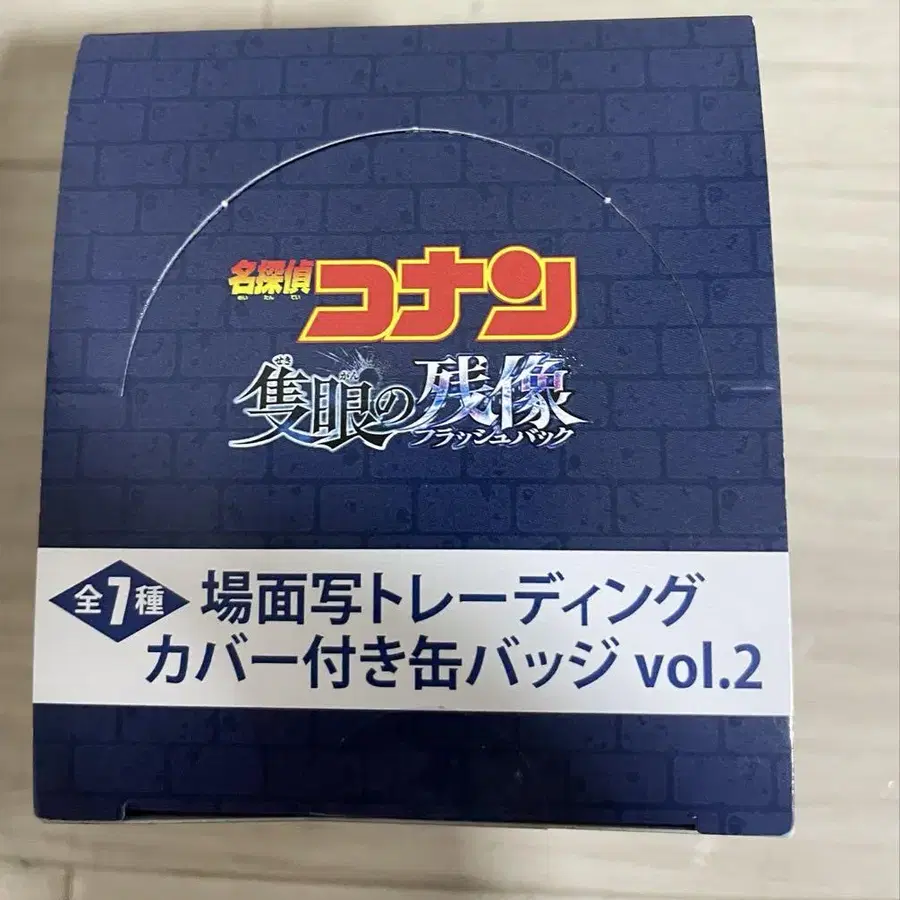 名探偵コナン
めい たん てい
せき がん
隻眼の残像
フラッシュバック
全7種 場面写トレーディング
カバー付き缶バッジ vol.2